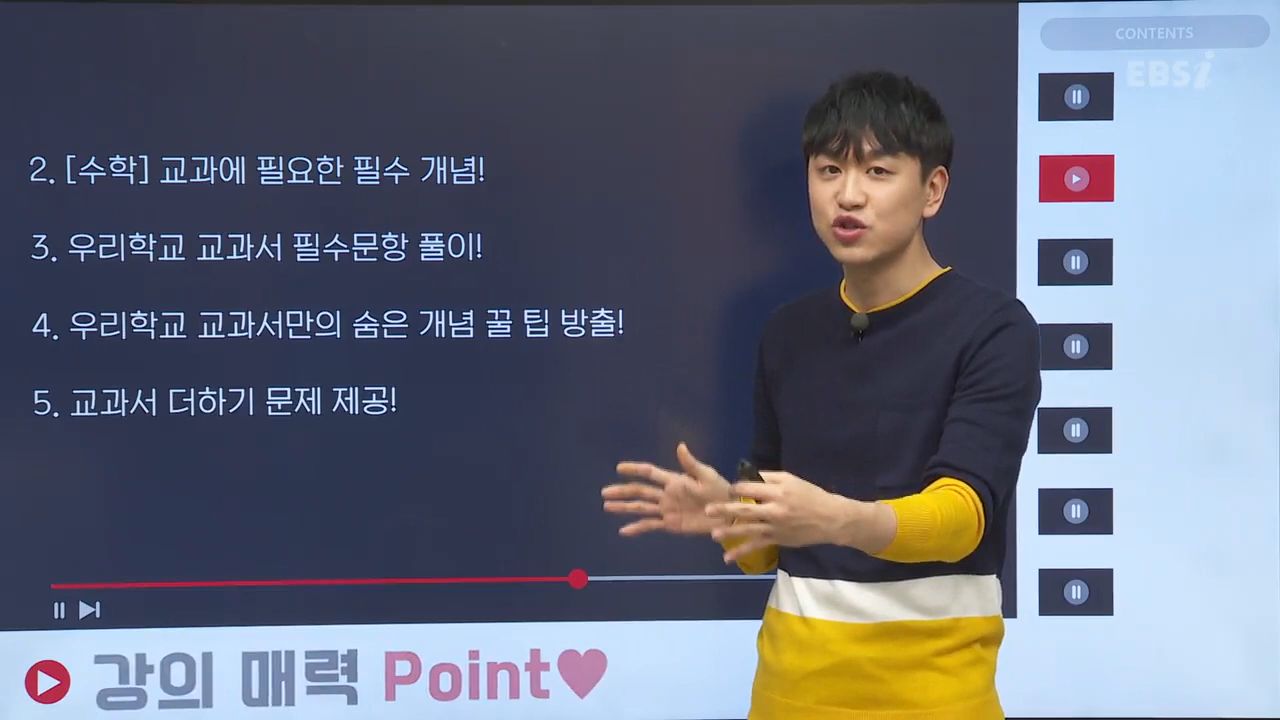 CONTENTS
EBSi
2. [수학] 교과에 필요한 필수 개념!
3. 우리학교 교과서 필수문항 풀이!
4. 우리학교 교과서만의 숨은 개념 꿀 팁 방출!
5. 교과서 더하기 문제 제공!
강의 매력 Point♥